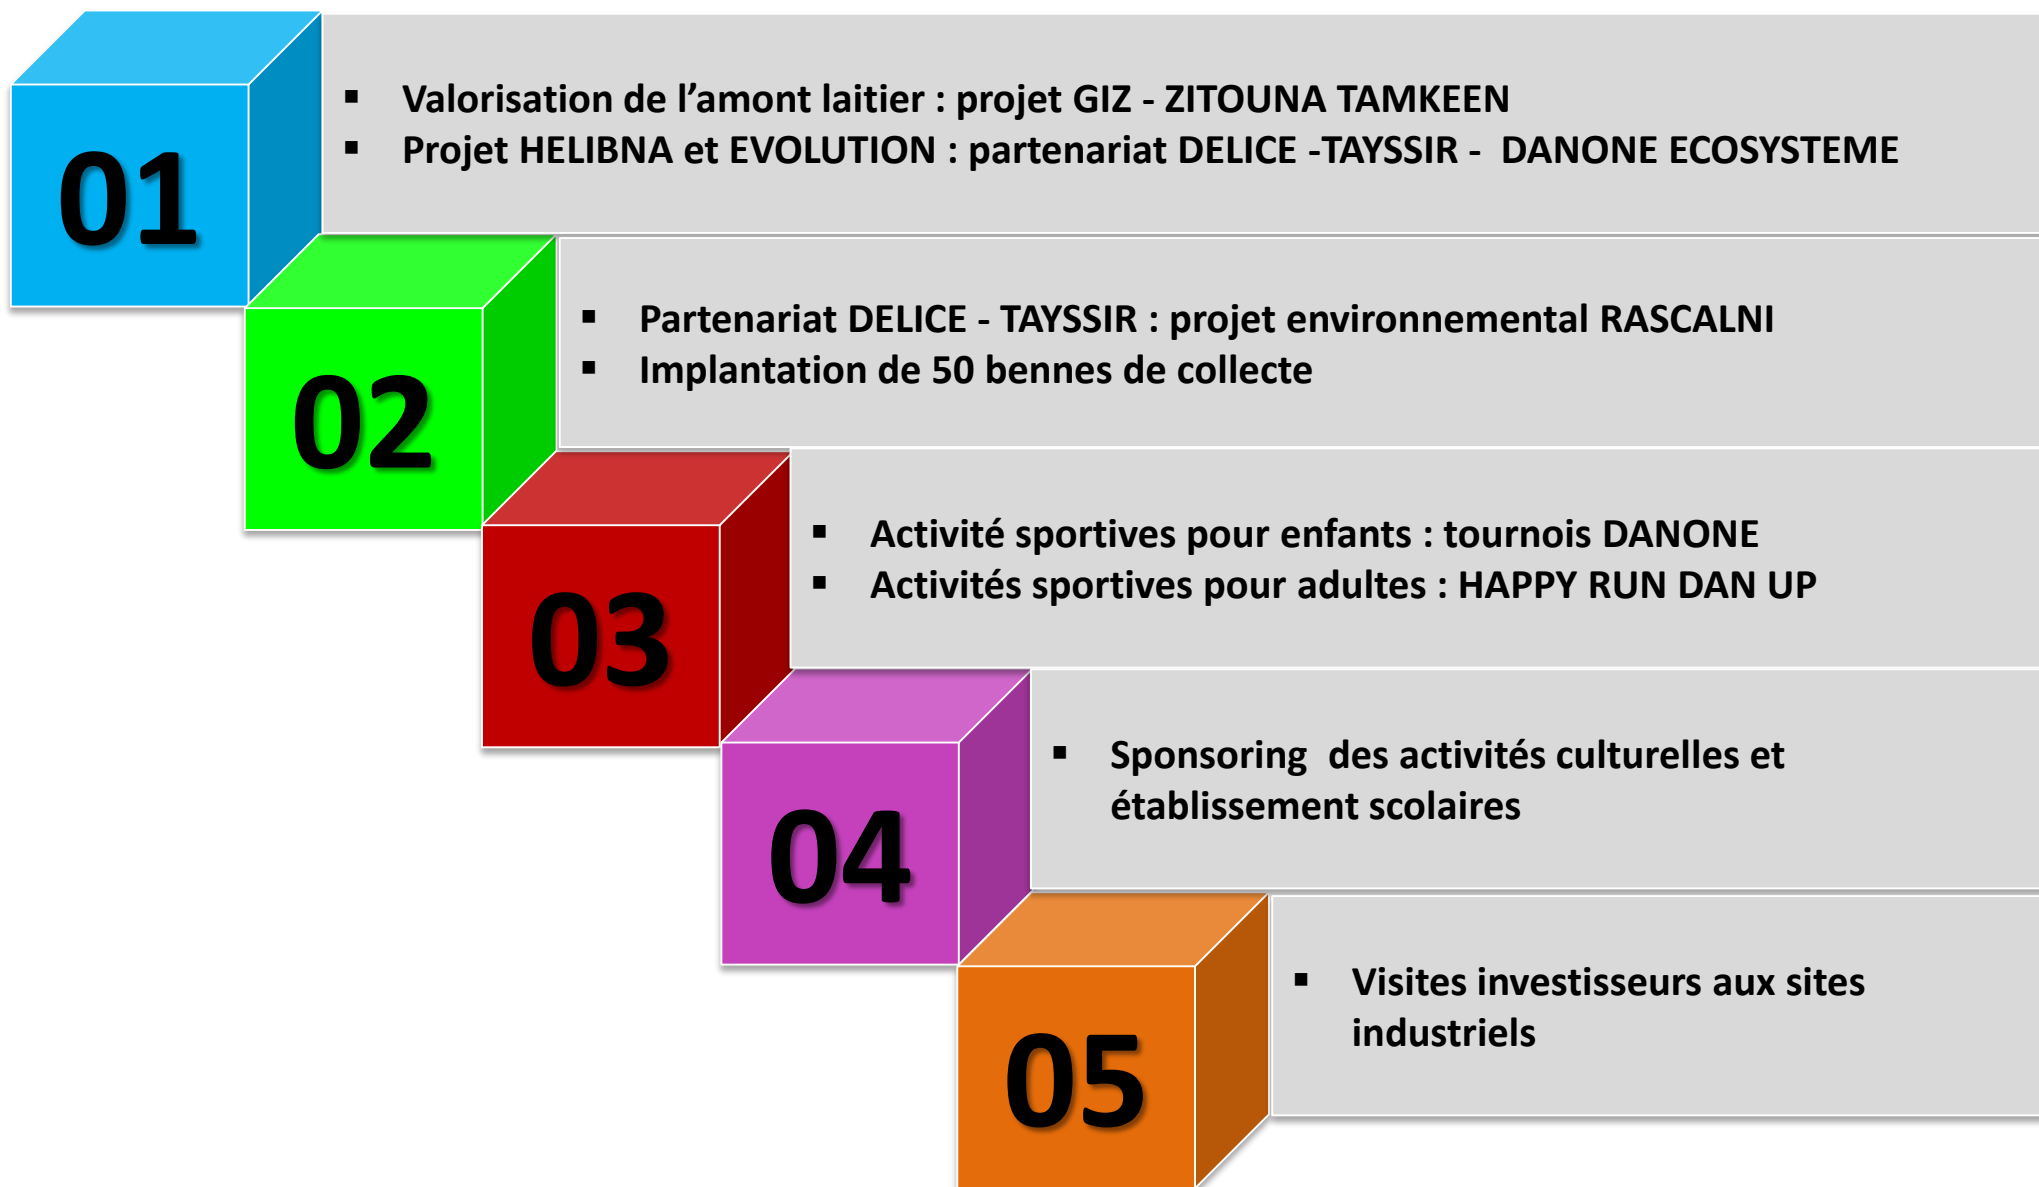 01
▪ Valorisation de l’amont laitier : projet GIZ - ZITOUNA TAMKEEN
▪ Projet HELIBNA et EVOLUTION : partenariat DELICE -TAYSSIR - DANONE ECOSYSTEME
02
▪ Partenariat DELICE - TAYSSIR : projet environnemental RASCALNI
▪ Implantation de 50 bennes de collecte
03
▪ Activité sportives pour enfants : tournois DANONE
▪ Activités sportives pour adultes : HAPPY RUN DAN UP
04
▪ Sponsoring des activités culturelles et
établissement scolaires
05
▪ Visites investisseurs aux sites
industriels